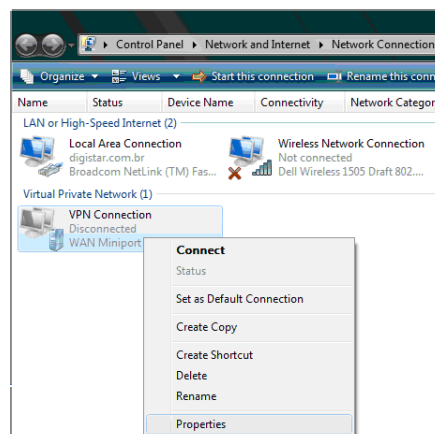 Control Panel Network and Internet Network Connection
Organize Views Start this connection Rename this conn
Name Status Device Name Connectivity Network Categor
LAN or High-Speed Internet (2)
Local Area Connection
digistar.com.br
Broadcom NetLink (TM) Fas...
Wireless Network Connection
Not connected
Dell Wireless 1505 Draft 802....
Virtual Private Network (1)
VPN Connection
Disconnected
WAN Miniport
Connect
Status
Set as Default Connection
Create Copy
Create Shortcut
Delete
Rename
Properties